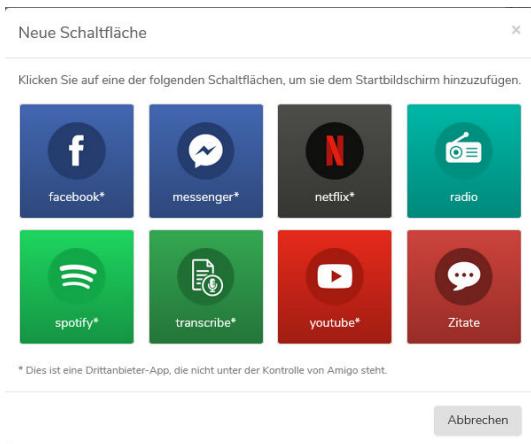 Neue Schaltfläche
×
Klicken Sie auf eine der folgenden Schaltflächen, um sie dem Startbildschirm hinzuzufügen.
facebook* messenger* netflix* radio
spotify* transcribe* youtube* Zitate
* Dies ist eine Drittanbieter-App, die nicht unter der Kontrolle von Amigo steht.
Abbrechen